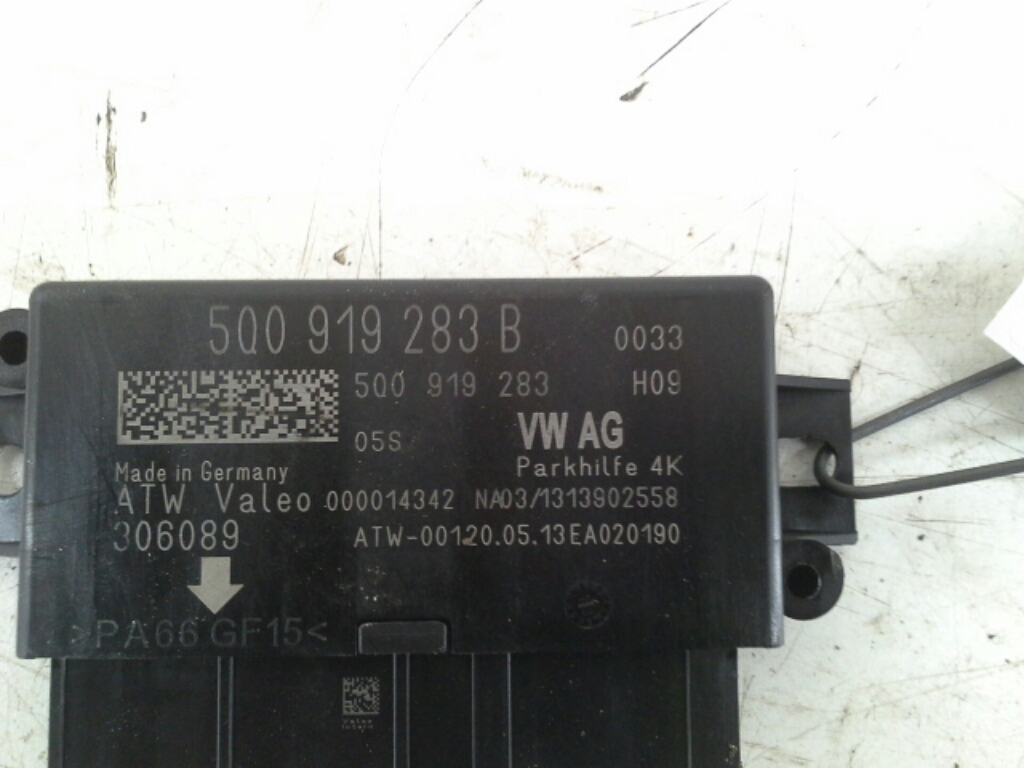 5Q0 919 283 B 0033
5Q0 919 283 H09
05S VW AG
Made in Germany Parkhilfe 4K
ATW Valeo 000014342 NA03/1313902558
306089 ATW-00120.05.13EA020190
>PA66 GF15<
Valeo